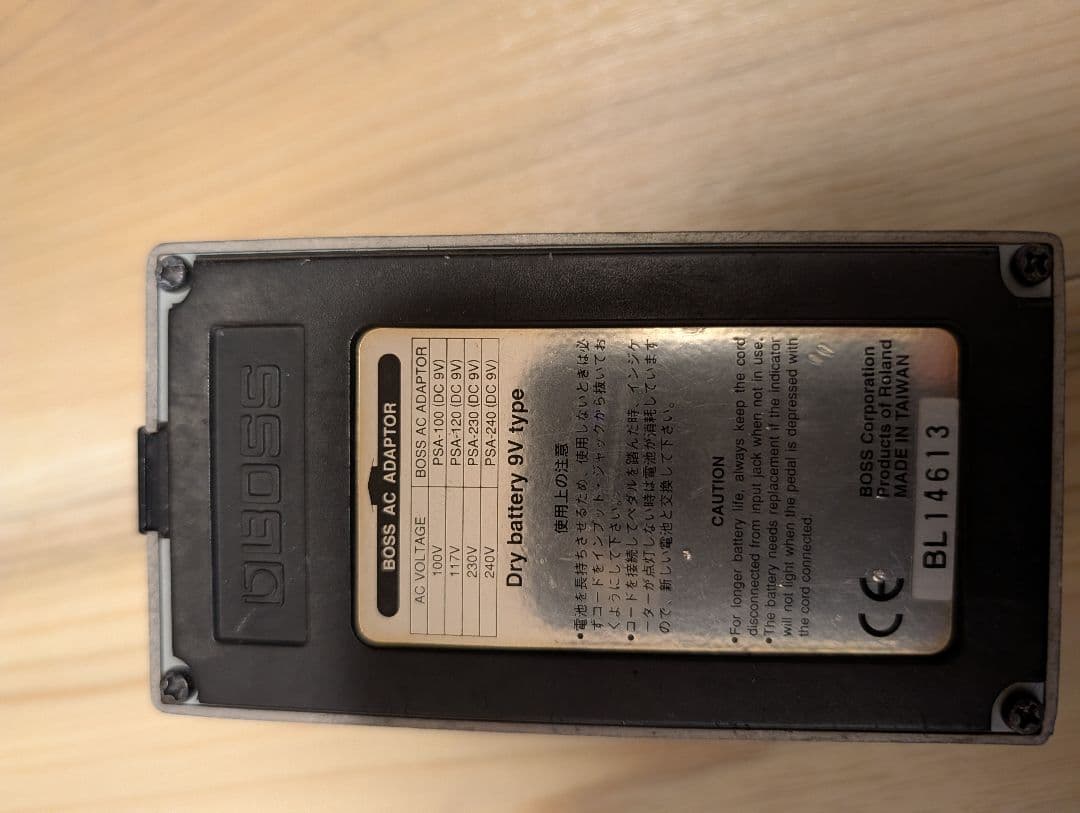 BOSS
BOSS AC ADAPTOR
AC VOLTAGE BOSS AC ADAPTOR
100V PSA-100 (DC 9V)
117V PSA-120 (DC 9V)
230V PSA-230 (DC 9V)
240V PSA-240 (DC 9V)
Dry battery 9V type
使用上の注意
•電池を長持ちさせるため、使用しないときは必
ずコードをインプット・ジャックから抜いてお
くようにして下さい。
•コードを接続してペダルを踏んだ時、インジケ
ーターが点灯しない時は電池が消耗しています
ので、新しい電池と交換して下さい。
CAUTION
•For longer battery life, always keep the cord
disconnected from input jack when not in use.
•The battery needs replacement if the indicator
will not light when the pedal is depressed with
the cord connected.
BOSS Corporation
Products of Roland
MADE IN TAIWAN
CE
BL14613